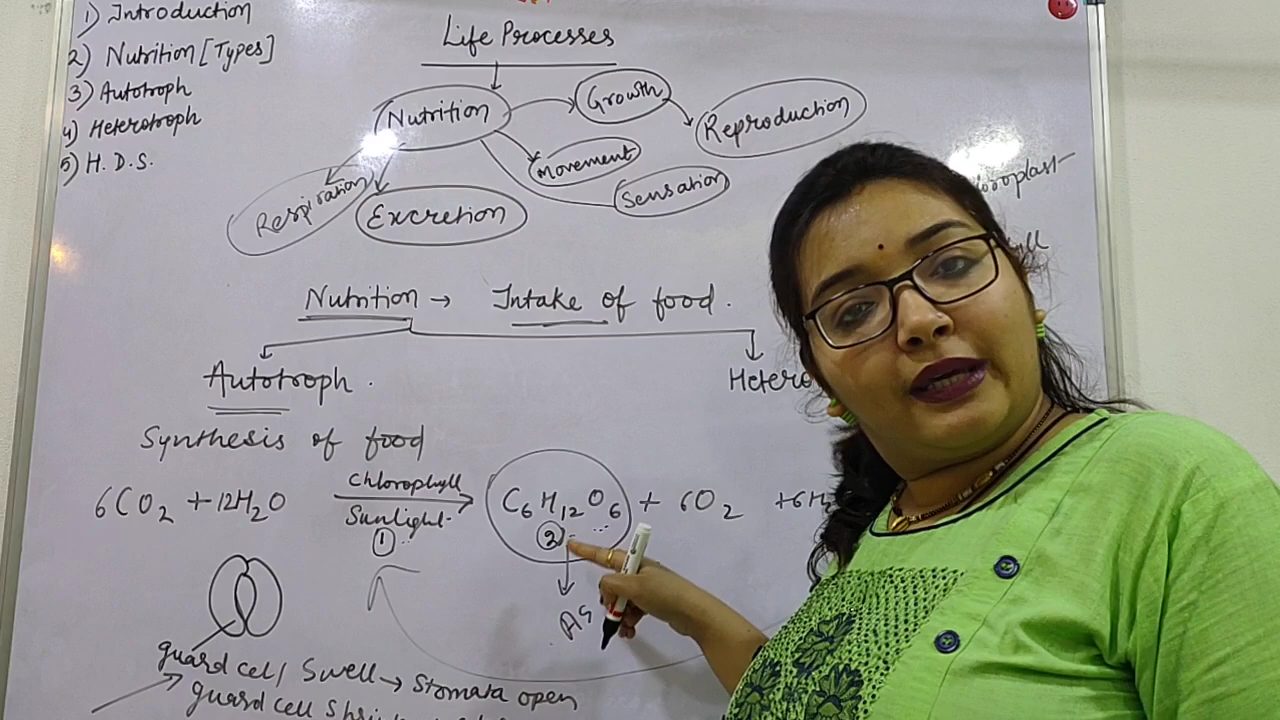 1) Introduction
2) Nutrition [Types]
3) Autotroph
4) Heterotroph
5) H.D.S.
Life Processes
Nutrition
Growth
Reproduction
Movement
Sensation
Respiration
Excretion
Nutrition → Intake of food.
Autotroph.
Synthesis of food
6CO2 + 12H2O
Chlorophyll
Sunlight
1
C6H12O6 + 6O2
2
guard cell / Swell → Stomata open
guard cell